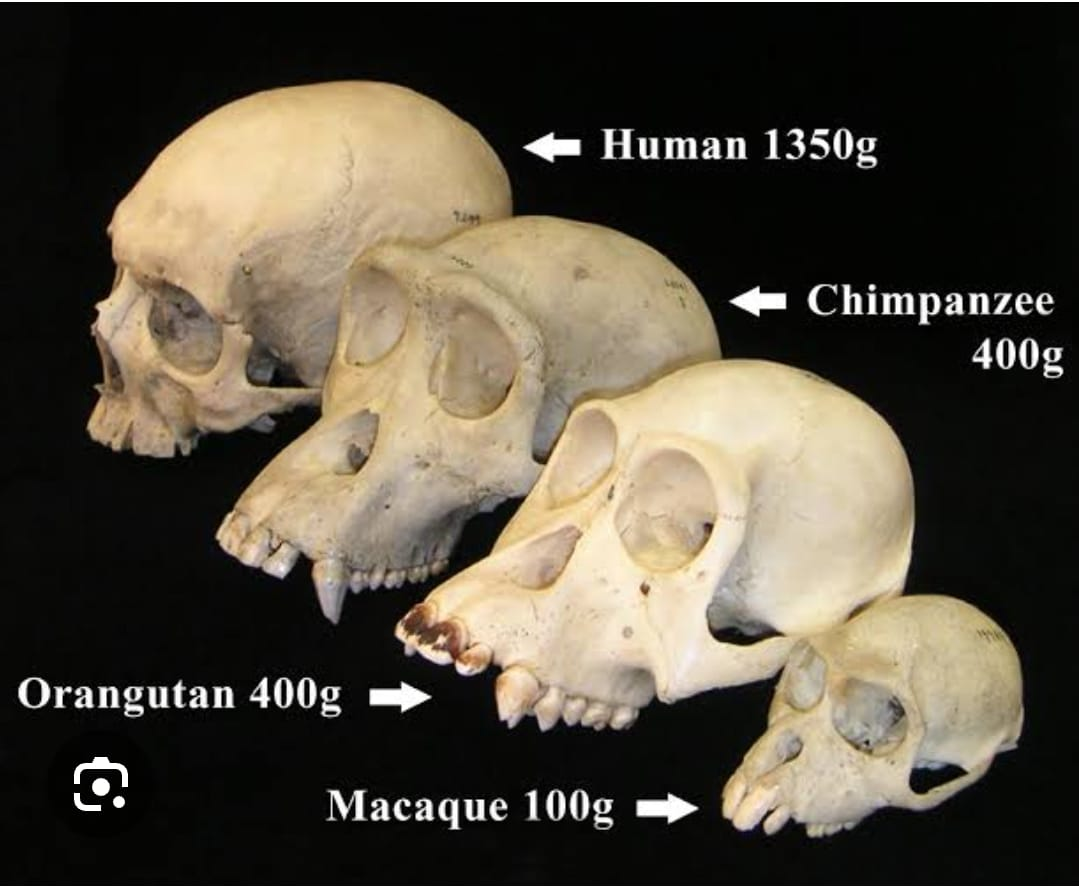 Human 1350g
Chimpanzee
400g
Orangutan 400g
Macaque 100g